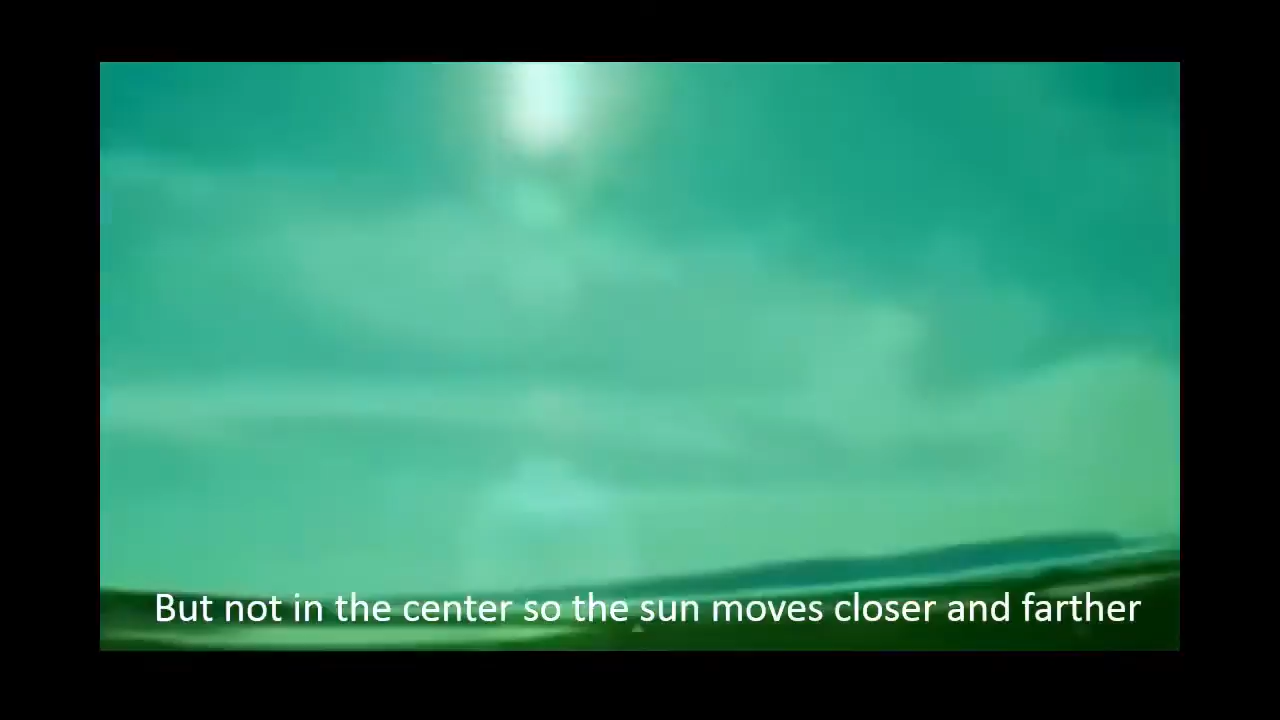 But not in the center so the sun moves closer and farther